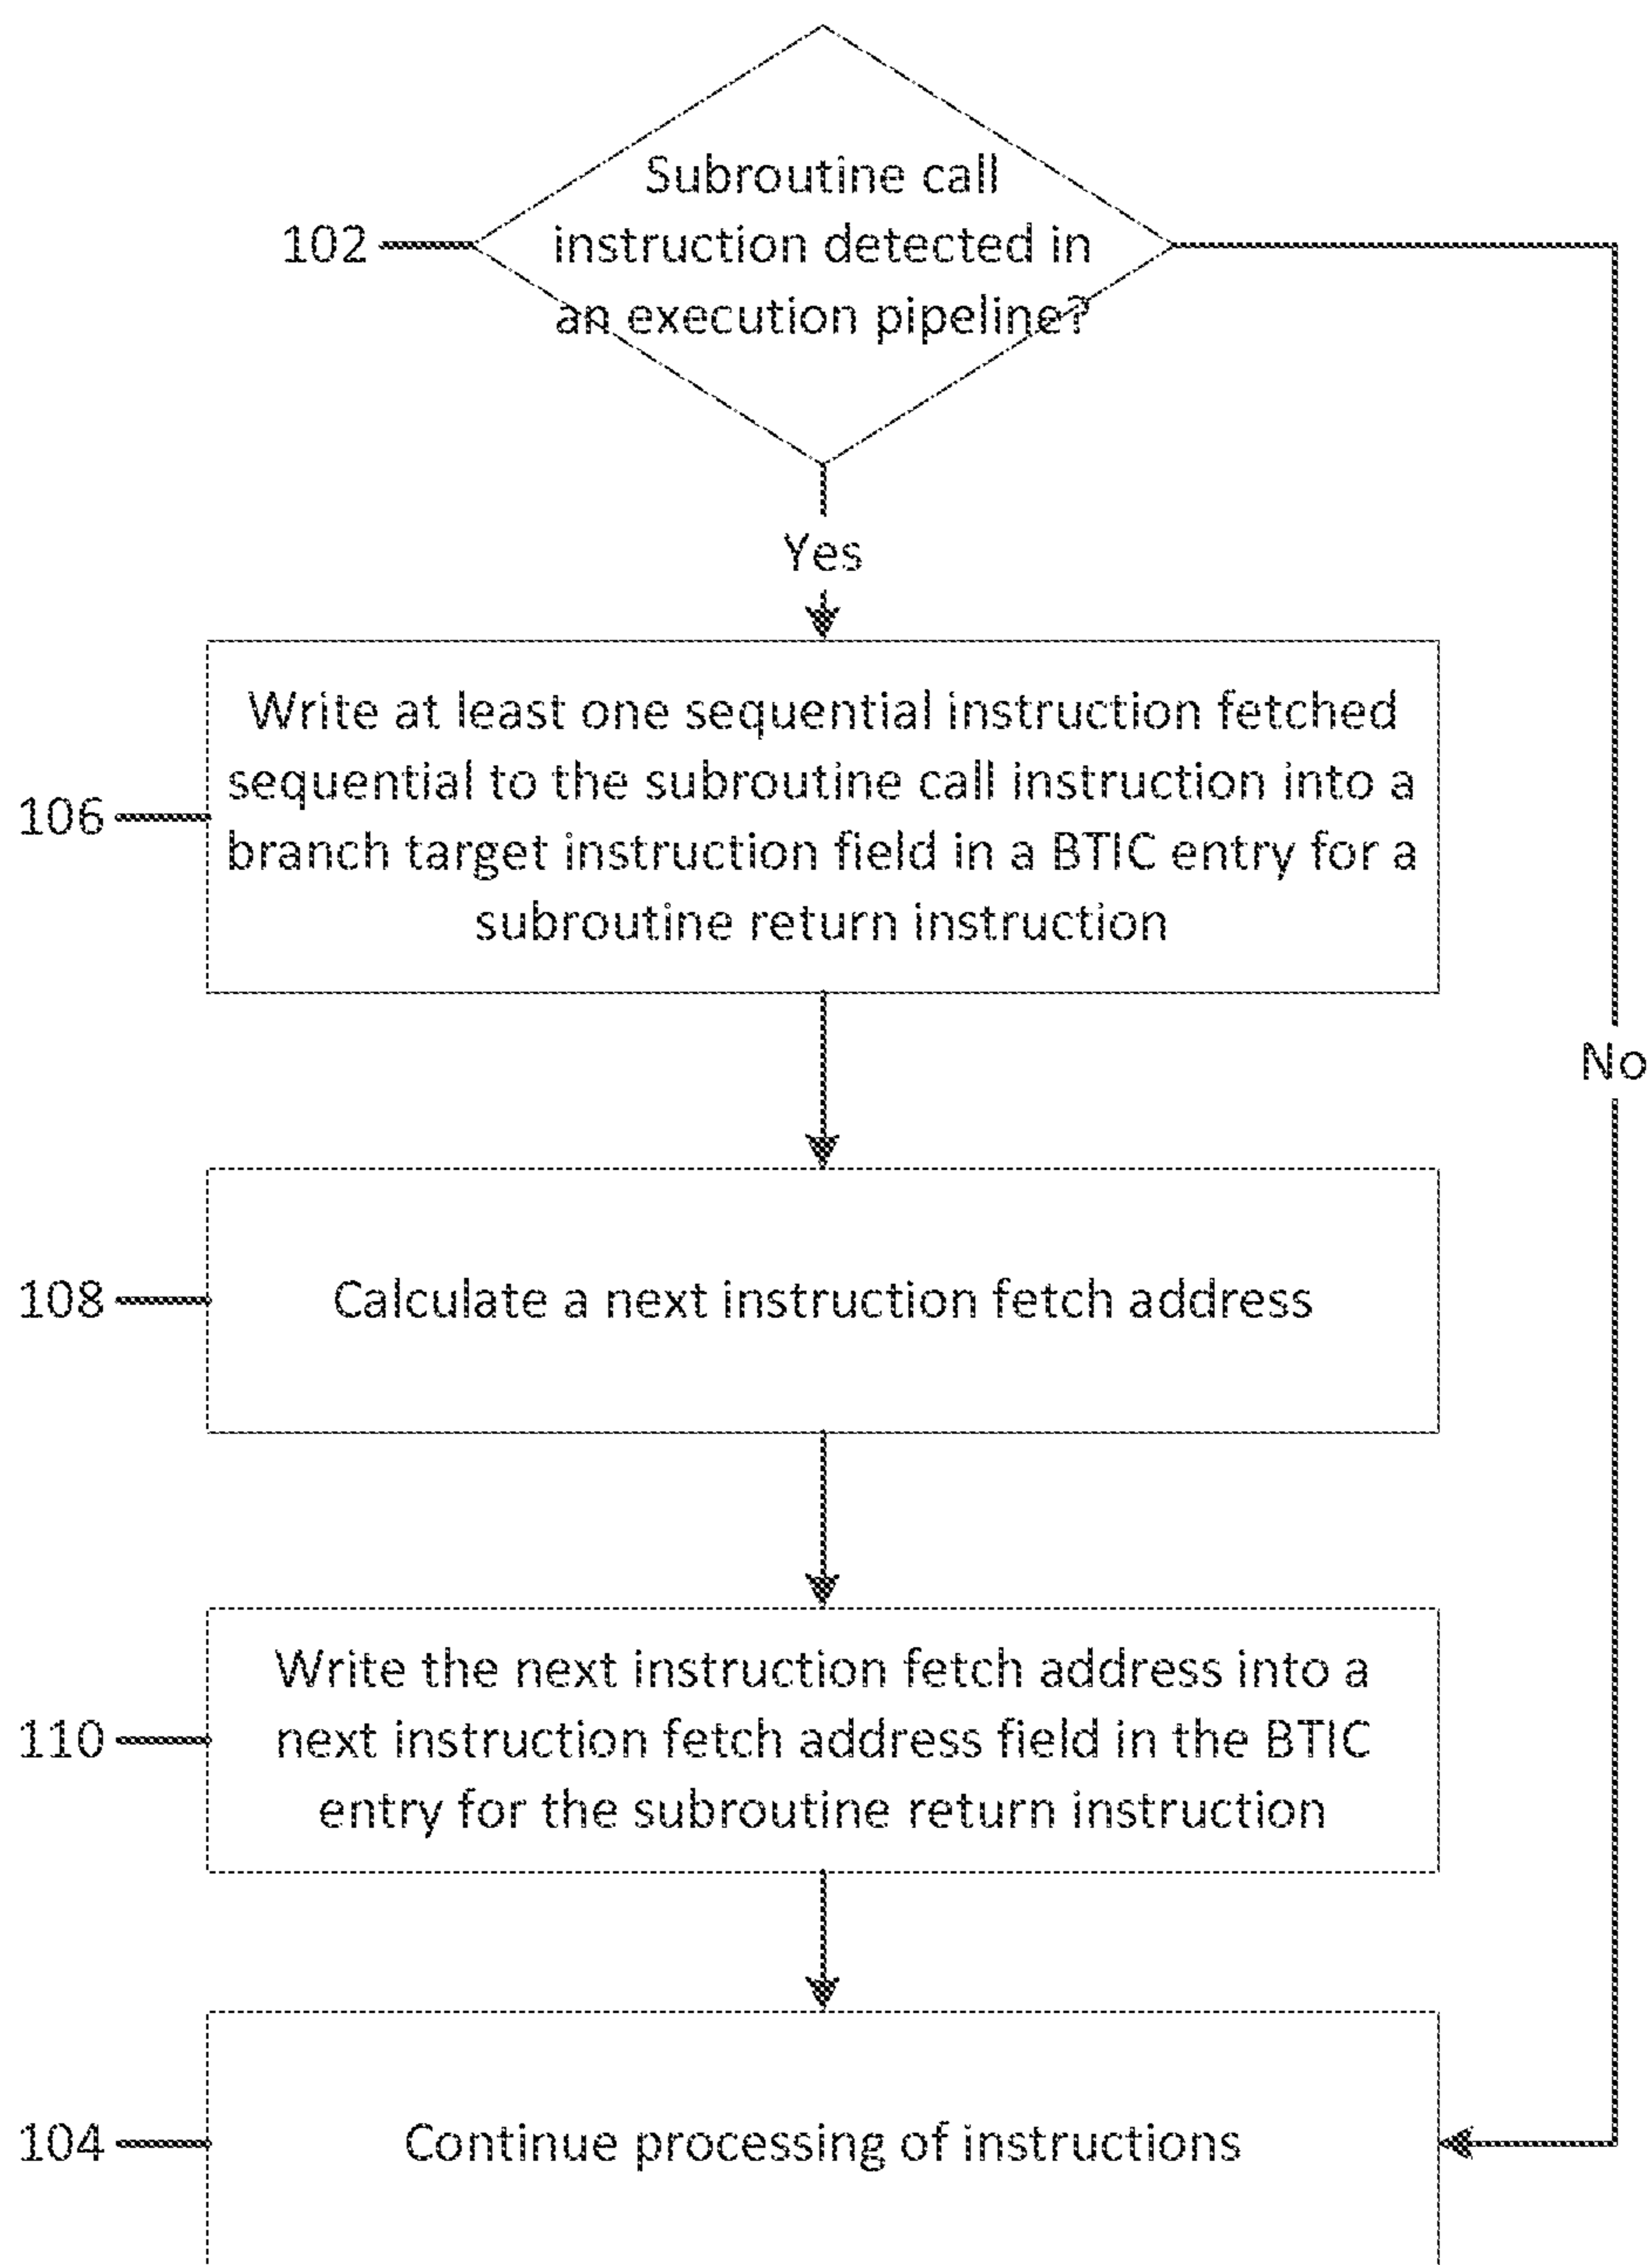 Subroutine call
102
instruction detected in
an execution pipeline?
Yes
Write at least one sequential instruction fetched
sequential to the subroutine call instruction into a
106
branch target instruction field in a BTIC entry for a
subroutine return instruction
No
108
Calculate a next instruction fetch address
Write the next instruction fetch address into a
110
next instruction fetch address field in the BTIC
entry for the subroutine return instruction
104
Continue processing of instructions